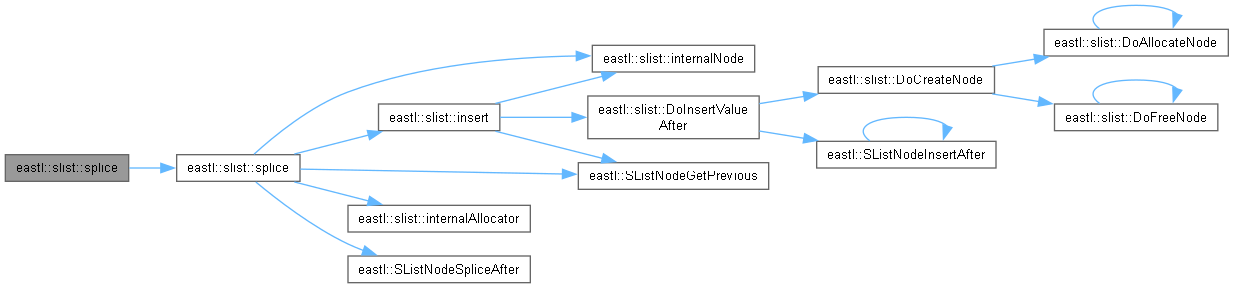 eastl::slist::splice
eastl::slist::splice
eastl::slist::internalNode
eastl::slist::insert
eastl::slist::DoInsertValue
After
eastl::SListNodeGetPrevious
eastl::slist::internalAllocator
eastl::SListNodeSpliceAfter
eastl::slist::DoCreateNode
eastl::SListNodeInsertAfter
eastl::slist::DoAllocateNode
eastl::slist::DoFreeNode